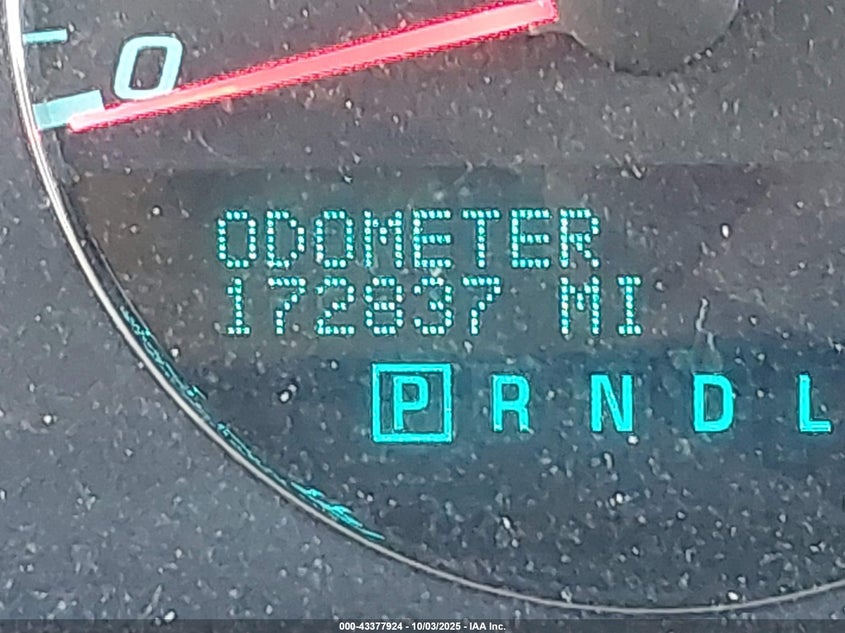 0
ODOMETER
172837 MI
P R N D L
000-43377924 - 10/03/2025 - IAA Inc.